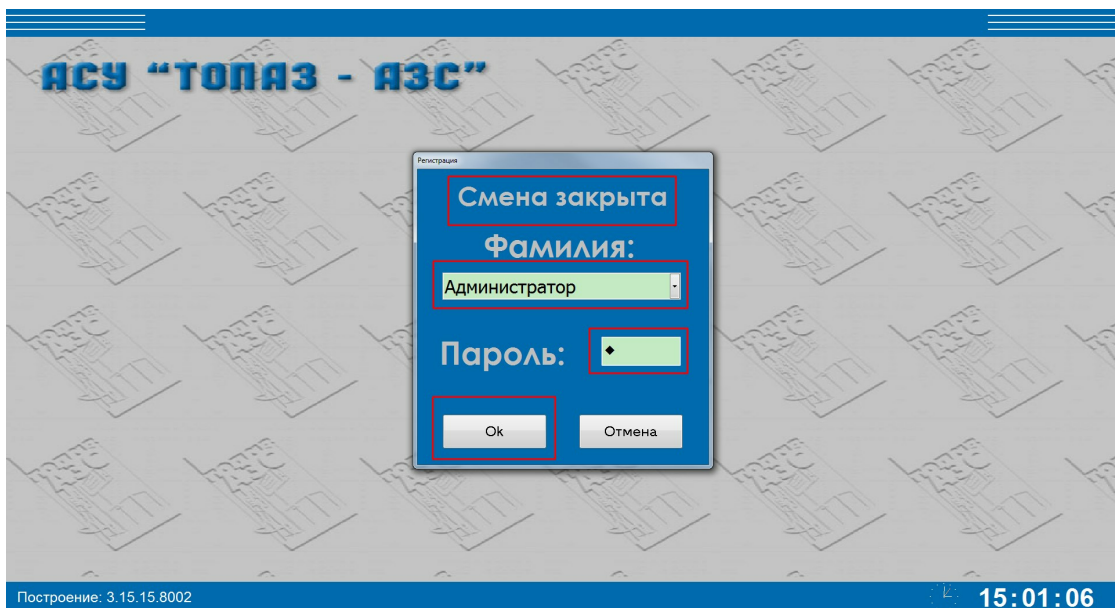 АСУ “ТОПАЗ - АЗС”
Регистрация
Смена закрыта
Фамилия:
Администратор
Пароль:
Ok
Отмена
Построение: 3.15.15.8002
15:01:06